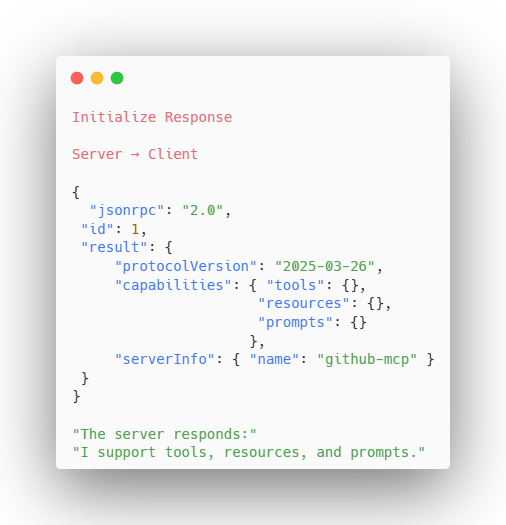 Initialize Response
Server → Client
{
  "jsonrpc": "2.0",
 "id": 1,
 "result": {
     "protocolVersion": "2025-03-26",
     "capabilities": { "tools": {},
                      "resources": {},
                      "prompts": {}
                     },
     "serverInfo": { "name": "github-mcp" }
 }
}
"The server responds:"
"I support tools, resources, and prompts."